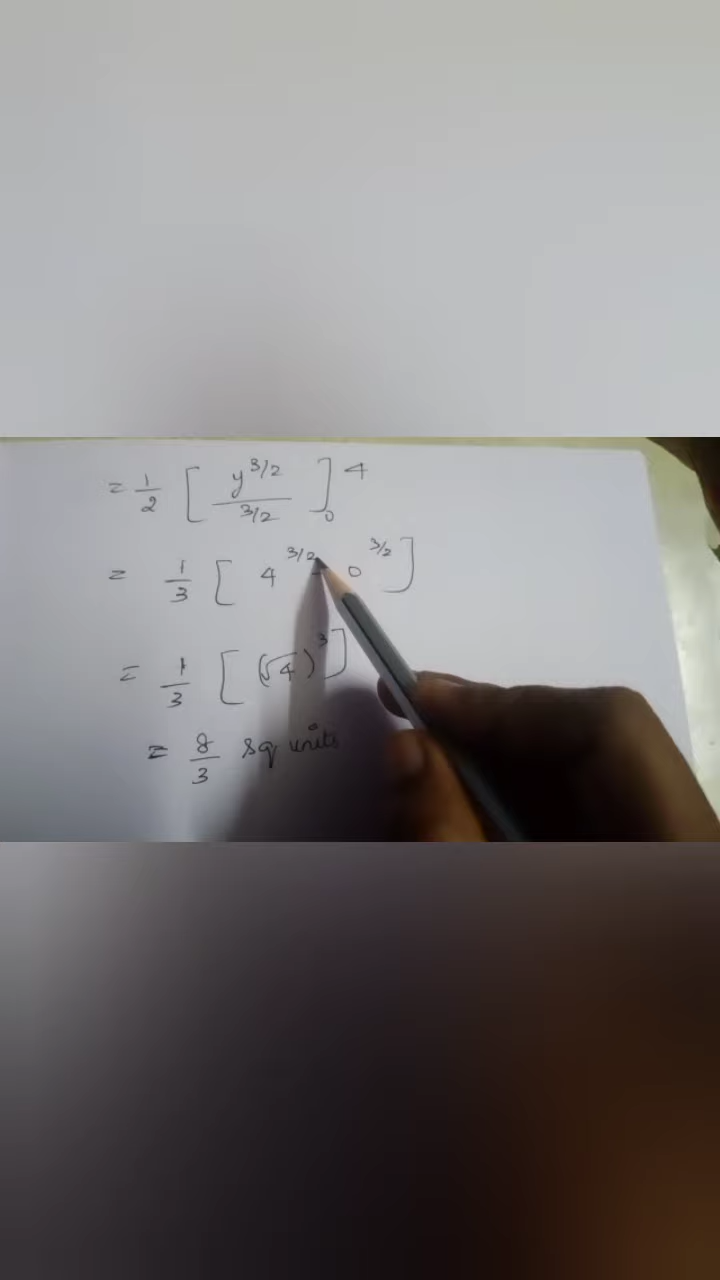 = 1/2 [ y^3/2 / 3/2 ]_0^4
= 1/3 [ 4^3/2 - 0^3/2 ]
= 1/3 [ (√4)^3 ]
= 8/3 sq units